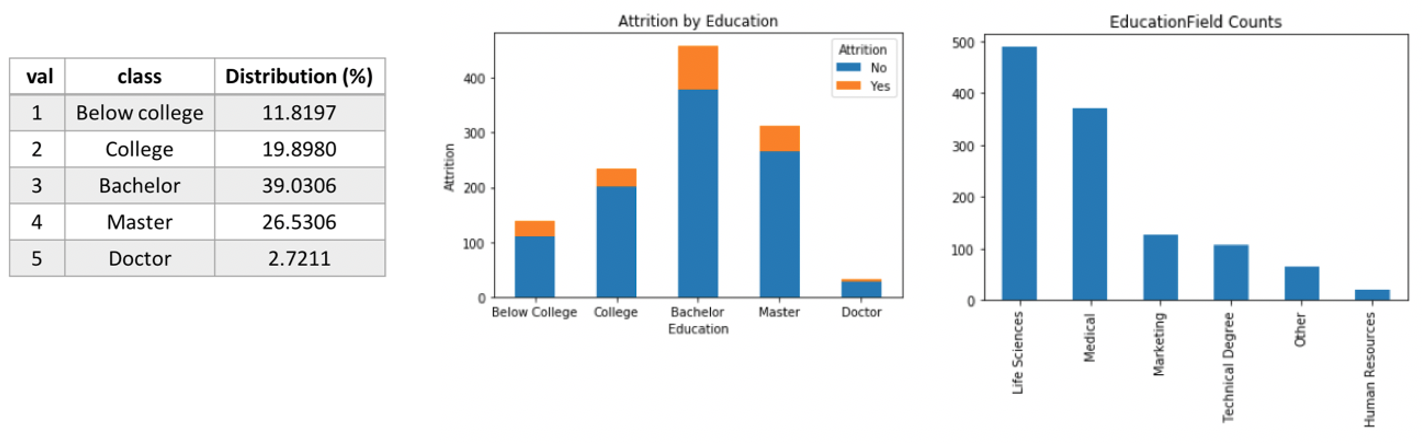 val class Distribution (%)
1 Below college 11.8197
2 College 19.8980
3 Bachelor 39.0306
4 Master 26.5306
5 Doctor 2.7211
Attrition by Education
Attrition
No
Yes
400
300
200
100
0
Attrition
Below College College Bachelor Master Doctor
Education
EducationField Counts
500
400
300
200
100
0
Life Sciences
Medical
Marketing
Technical Degree
Other
Human Resources